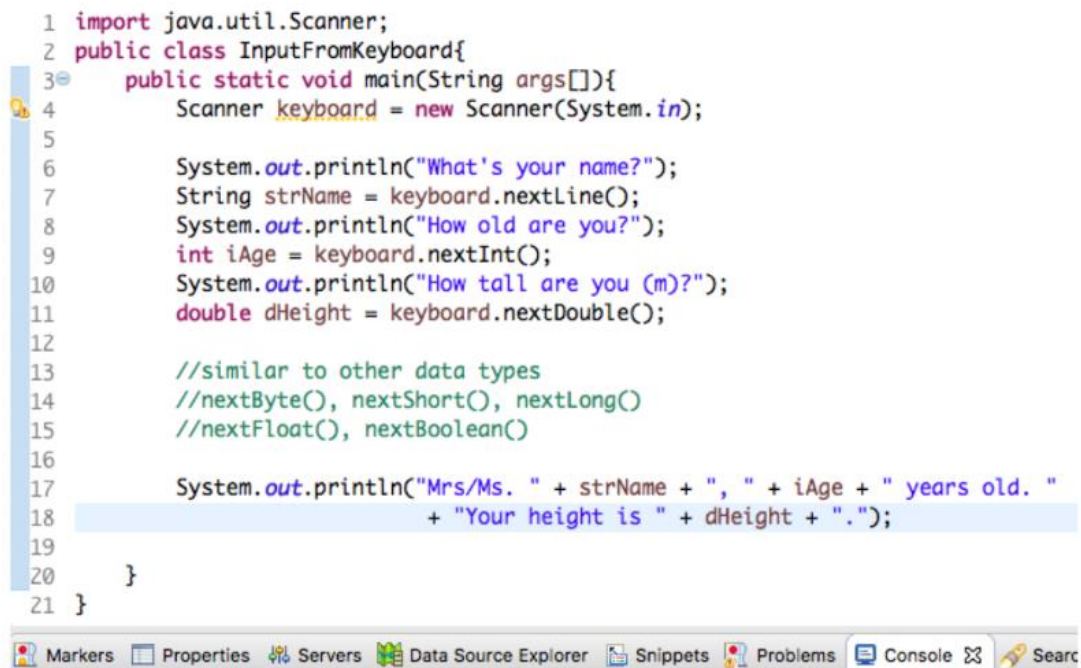 1 import java.util.Scanner;
2 public class InputFromKeyboard{
3 public static void main(String args[]){
4 Scanner keyboard = new Scanner(System.in);
5
6 System.out.println("What's your name?");
7 String strName = keyboard.nextLine();
8 System.out.println("How old are you?");
9 int iAge = keyboard.nextInt();
10 System.out.println("How tall are you (m)?");
11 double dHeight = keyboard.nextDouble();
12
13 //similar to other data types
14 //nextByte(), nextShort(), nextLong()
15 //nextFloat(), nextBoolean()
16
17 System.out.println("Mrs/Ms. " + strName + ", " + iAge + " years old. "
18 + "Your height is " + dHeight + ".");
19
20 }
21 }
Markers Properties Servers Data Source Explorer Snippets Problems Console Searc